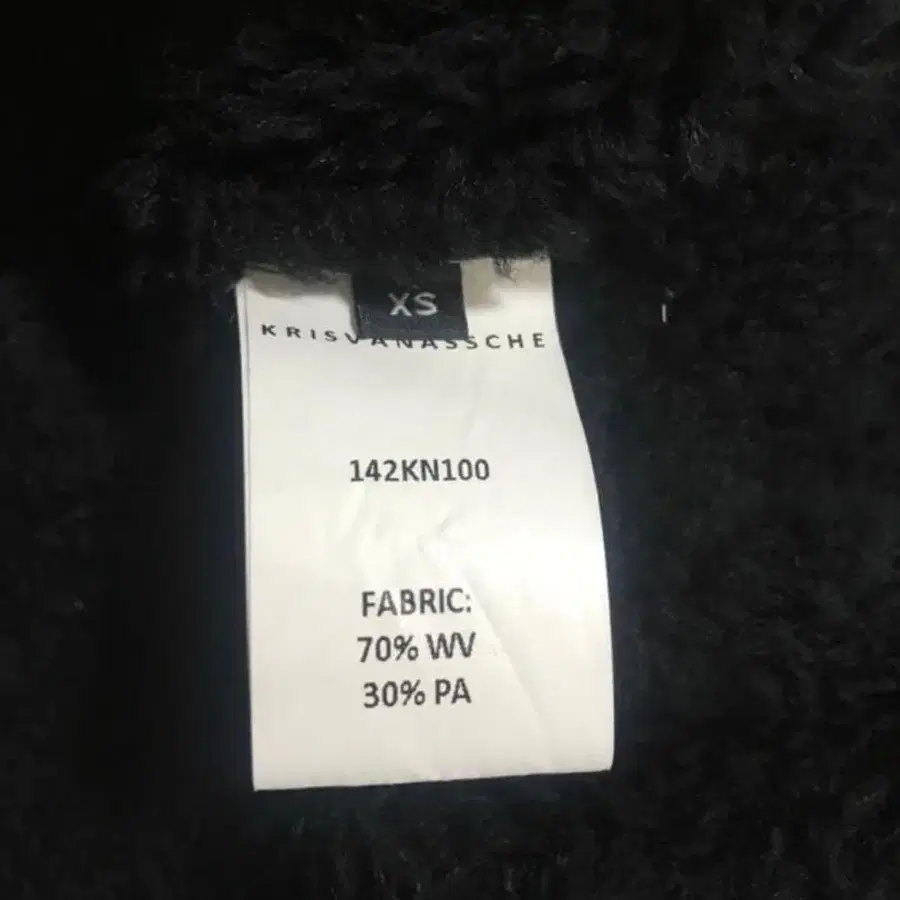 XS
KRISVANASSCHE
142KN100
FABRIC:
70% WV
30% PA